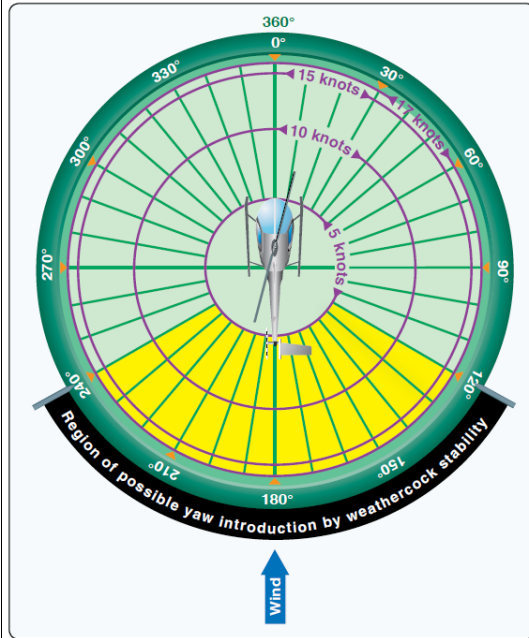 360°
0°
30°
60°
90°
120°
150°
180°
210°
240°
270°
300°
330°
15 knots
17 knots
10 knots
5 knots
Region of possible yaw introduction by weathercock stability
Wind